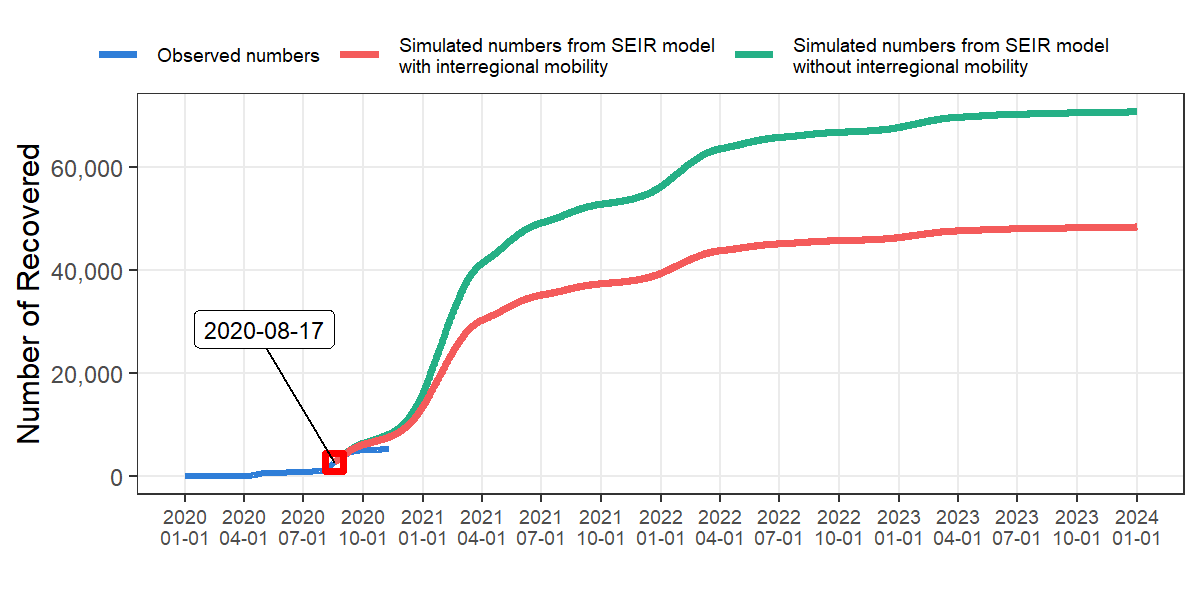 Observed numbers
Simulated numbers from SEIR model
with interregional mobility
Simulated numbers from SEIR model
without interregional mobility
Number of Recovered
60,000
40,000
20,000
0
2020-08-17
2020 2020 2020 2020 2021 2021 2021 2021 2022 2022 2022 2022 2023 2023 2023 2023 2024
01-01 04-01 07-01 10-01 01-01 04-01 07-01 10-01 01-01 04-01 07-01 10-01 01-01 04-01 07-01 10-01 01-01